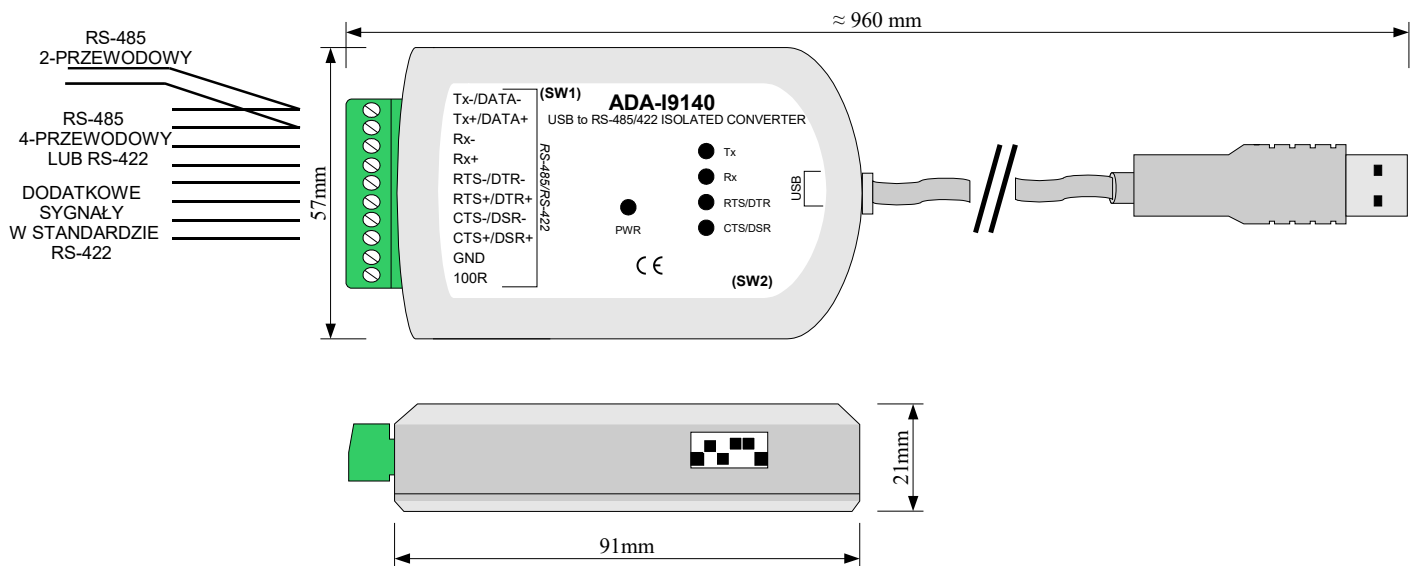 ≈ 960 mm
RS-485
2-PRZEWODOWY
RS-485
4-PRZEWODOWY
LUB RS-422
DODATKOWE
SYGNAŁY
W STANDARDZIE
RS-422
57mm
Tx-/DATA-
Tx+/DATA+
Rx-
Rx+
RTS-/DTR-
RTS+/DTR+
CTS-/DSR-
CTS+/DSR+
GND
100R
RS-485/RS-422
(SW1)
ADA-I9140
USB to RS-485/422 ISOLATED CONVERTER
Tx
Rx
RTS/DTR
CTS/DSR
PWR
CE
(SW2)
USB
21mm
91mm